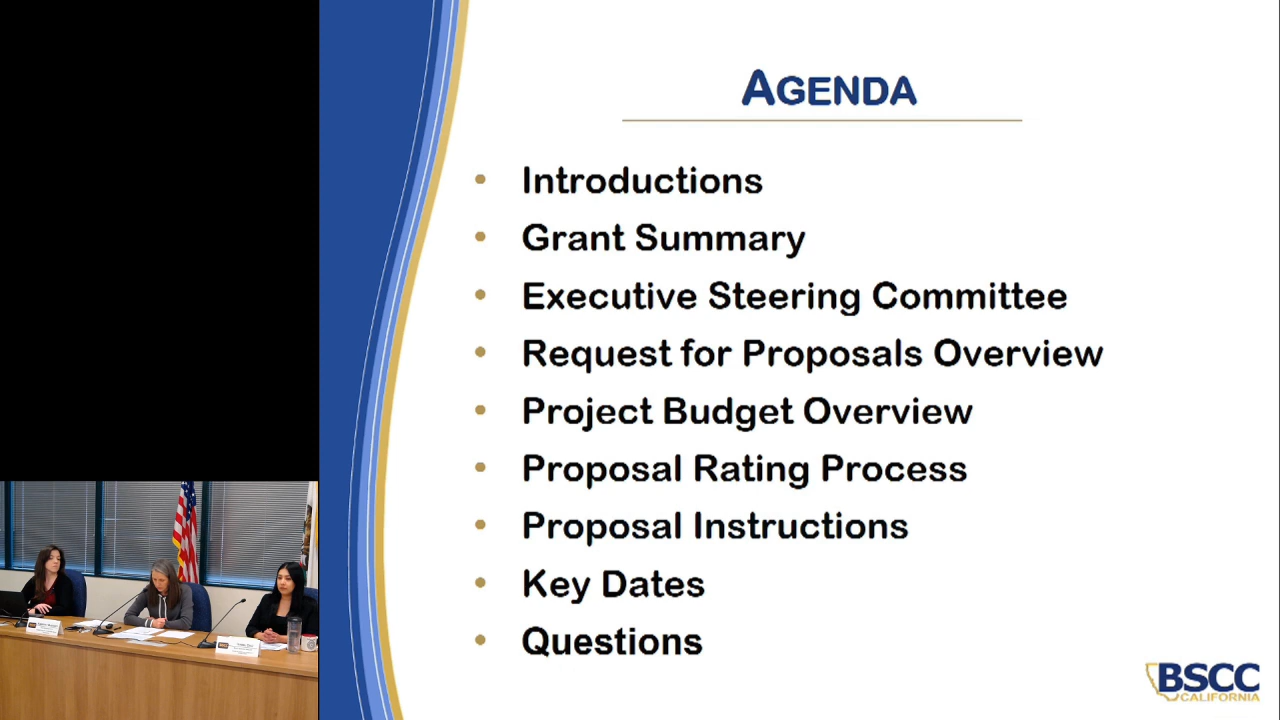 AGENDA
• Introductions
• Grant Summary
• Executive Steering Committee
• Request for Proposals Overview
• Project Budget Overview
• Proposal Rating Process
• Proposal Instructions
• Key Dates
• Questions
BSCC
CALIFORNIA